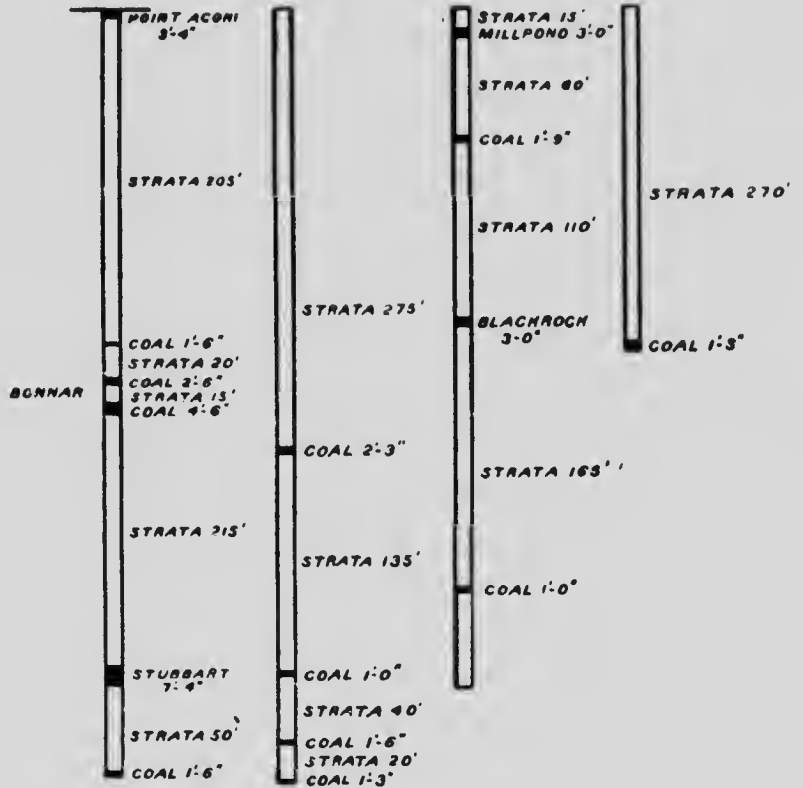 POINT ACONI
3'-4"
STRATA 205'
COAL 1'-6"
STRATA 20'
COAL 2'-6"
BONNAR
STRATA 15'
COAL 4'-6"
STRATA 215'
STUBBART
7'-4"
STRATA 50'
COAL 1'-6"
STRATA 275'
COAL 2'-3"
STRATA 135'
COAL 1'-0"
STRATA 40'
COAL 1'-6"
STRATA 20'
COAL 1'-3"
STRATA 15'
MILLPOND 3'-0"
STRATA 60'
COAL 1'-9"
STRATA 110'
BLACKROCK
3'-0"
STRATA 165'
COAL 1'-0"
STRATA 270'
COAL 1'-3"